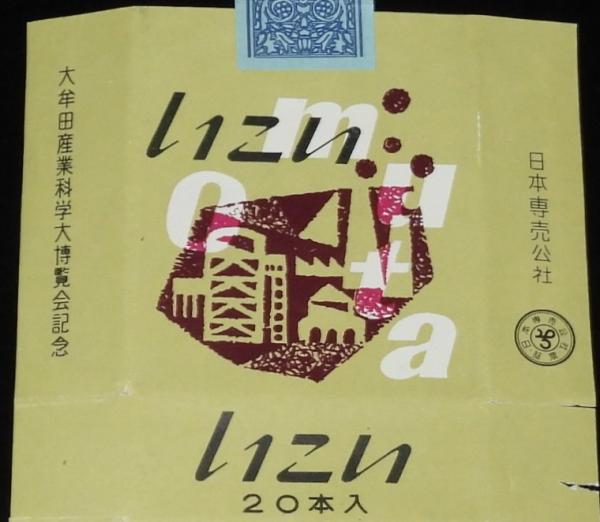 大牟田産業科学大博覧会記念
いこい
Omuta
日本専売公社
いこい
20本入